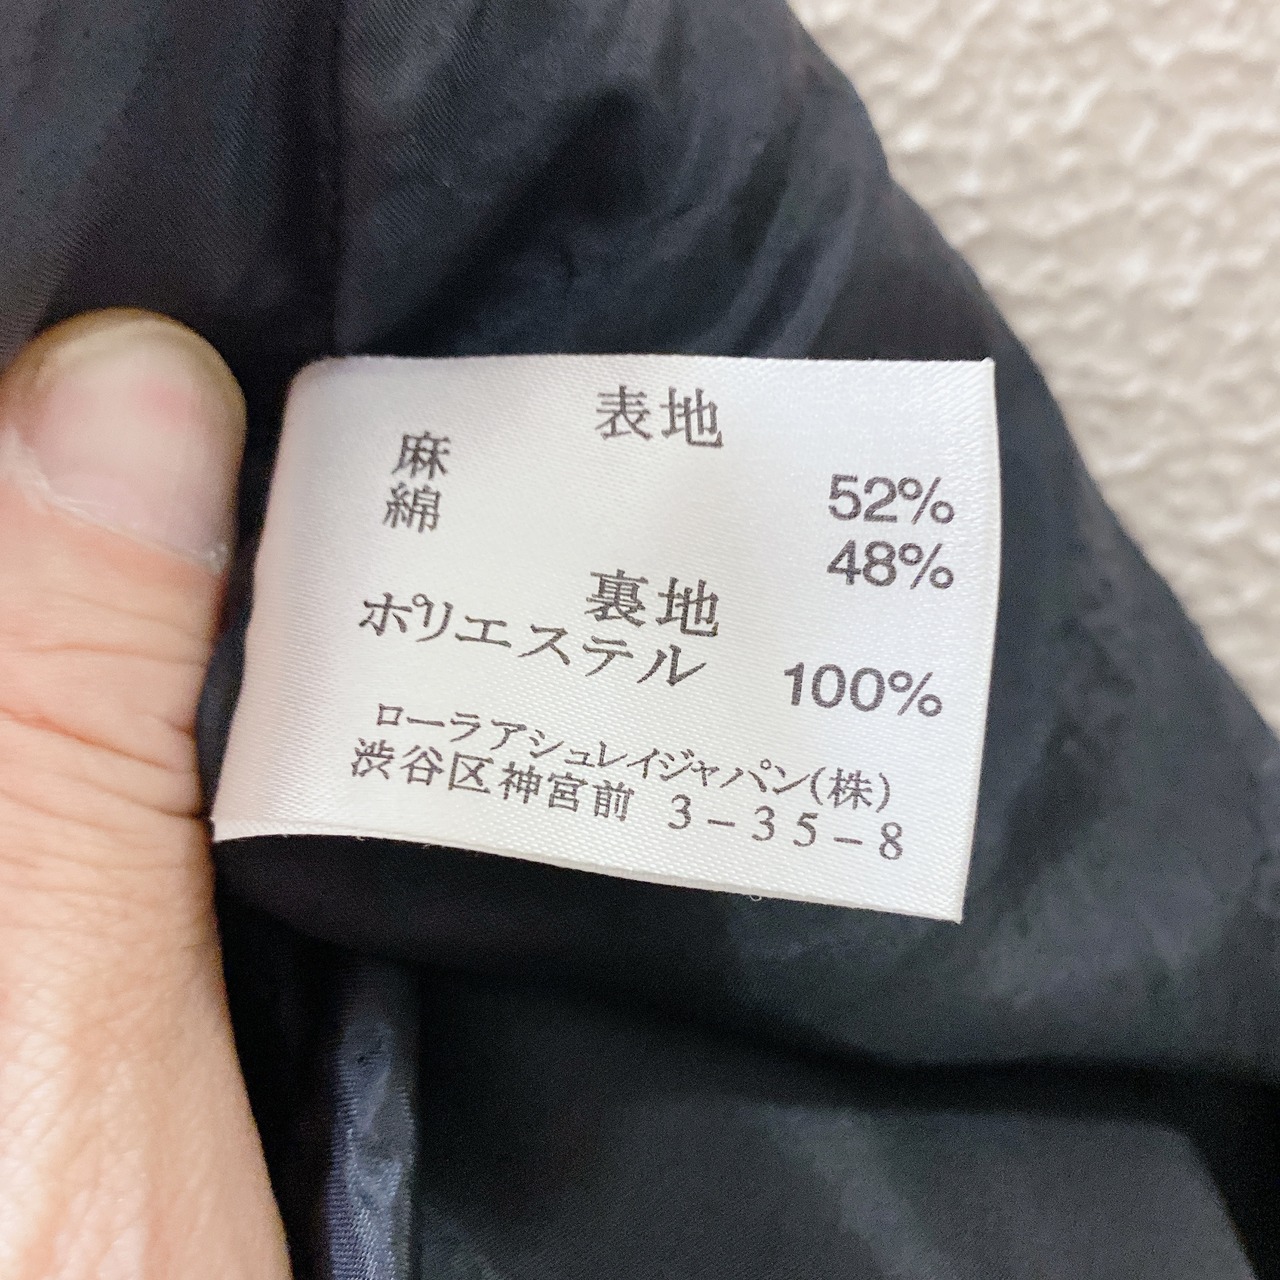 表地
麻 52%
綿 48%
裏地
ポリエステル 100%
ローラアシュレイジャパン(株)
渋谷区神宮前 3-35-8